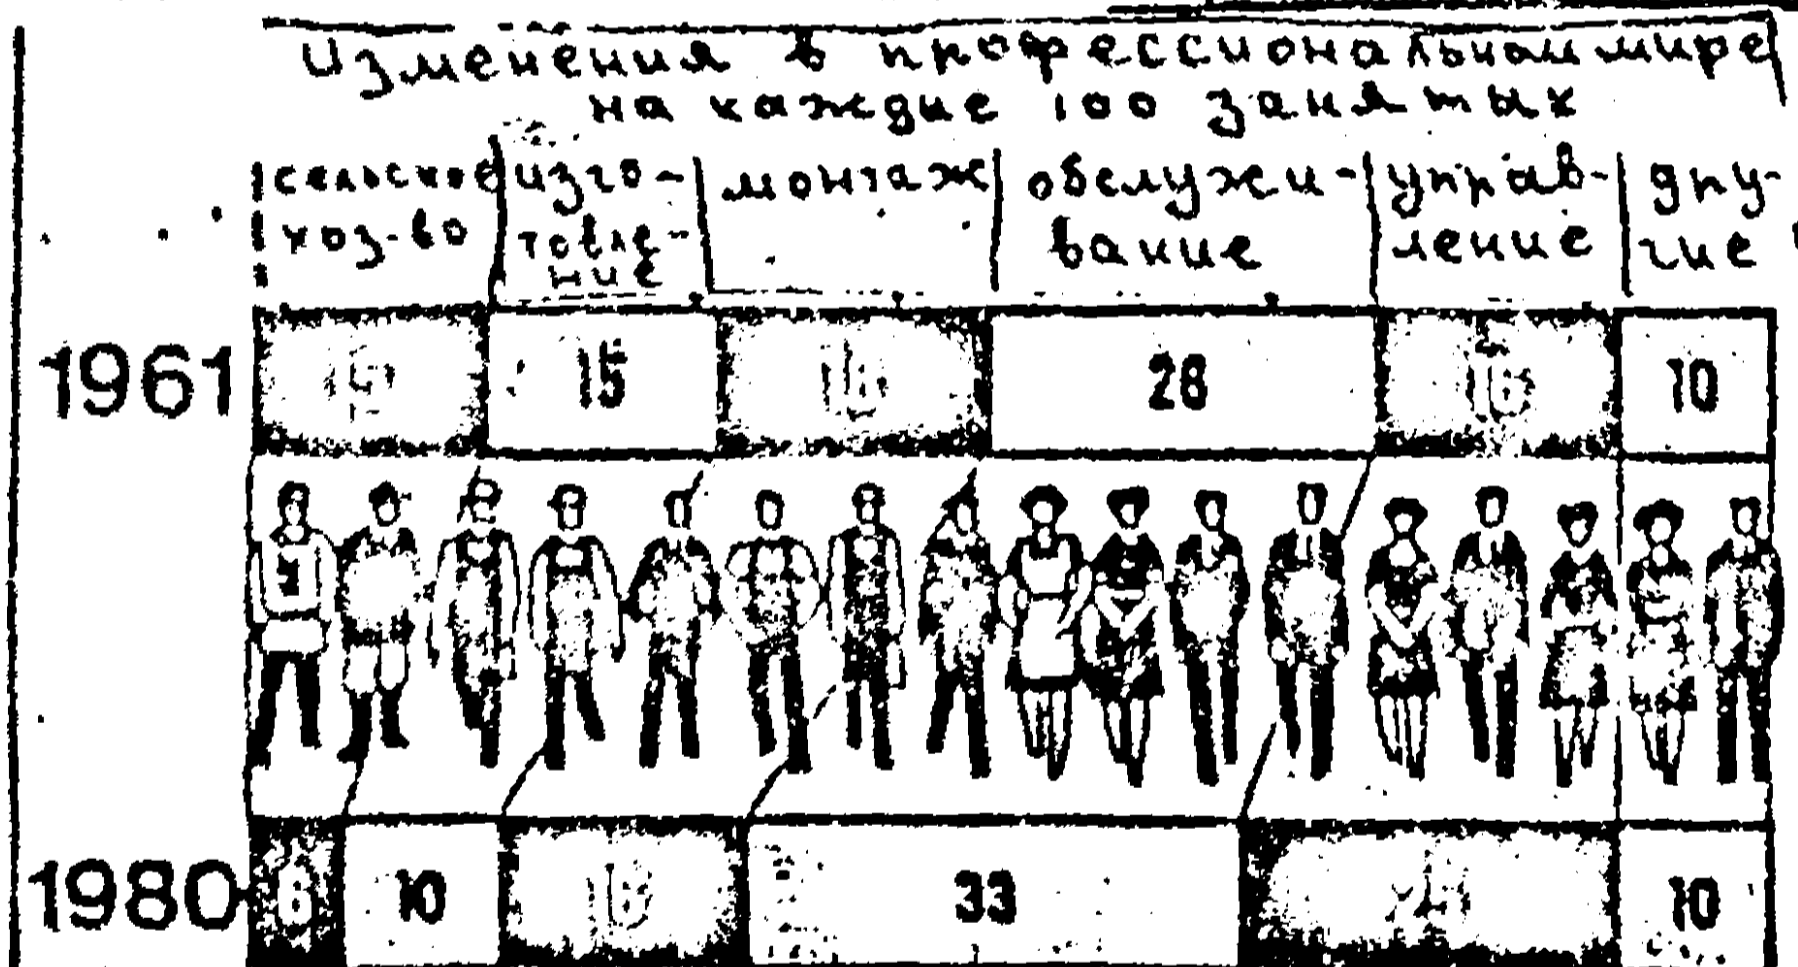 Изменения в профессиональном мире
на каждые 100 занятых
сельское изго- монтаж обслужи- управ- дру-
хоз-во товле- вание ление гие
ние
1961 15 28 16 10
1980 6 10 33 10